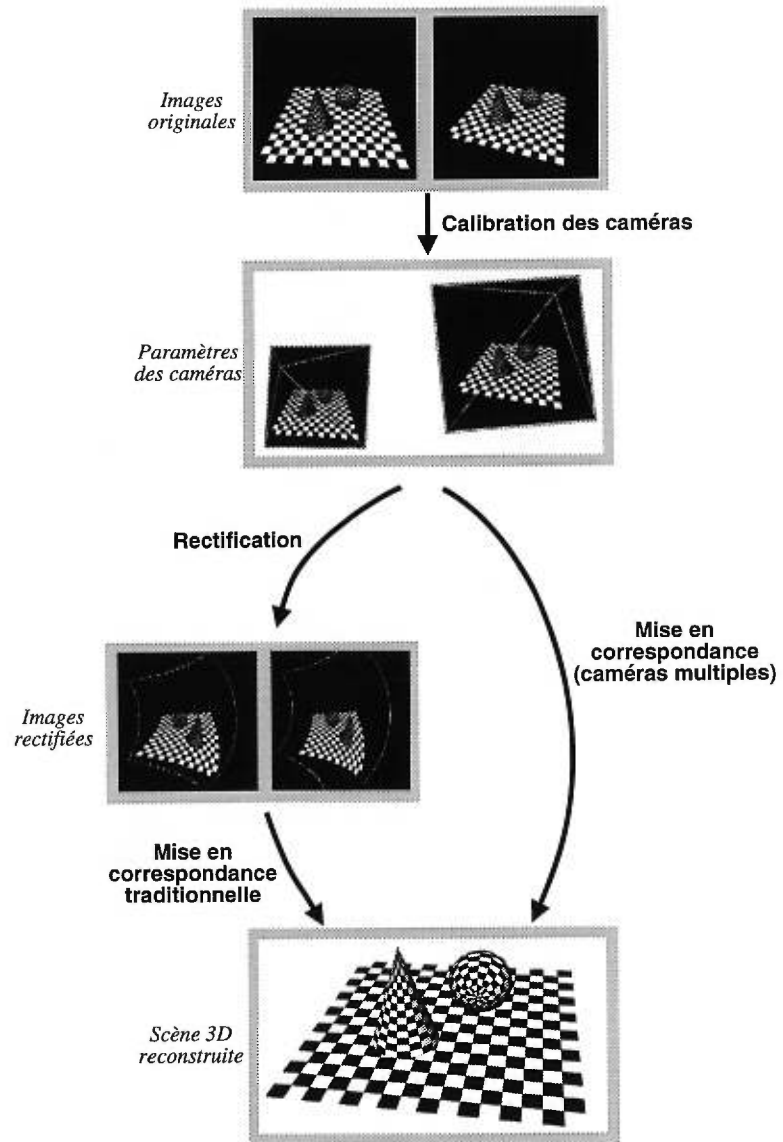 Images
originales
Calibration des caméras
Paramètres
des caméras
Rectification
Mise en
correspondance
(caméras multiples)
Images
rectifiées
Mise en
correspondance
traditionnelle
Scène 3D
reconstruite